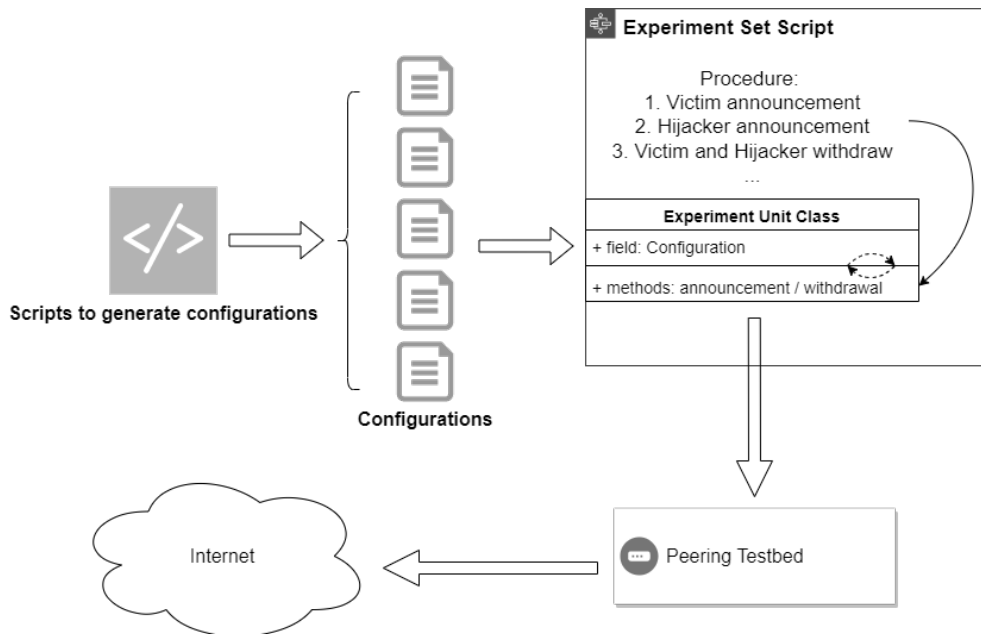 Experiment Set Script
Procedure:
1. Victim announcement
2. Hijacker announcement
3. Victim and Hijacker withdraw
...
Experiment Unit Class
+ field: Configuration
+ methods: announcement / withdrawal
</>
Scripts to generate configurations
Configurations
Internet
Peering Testbed